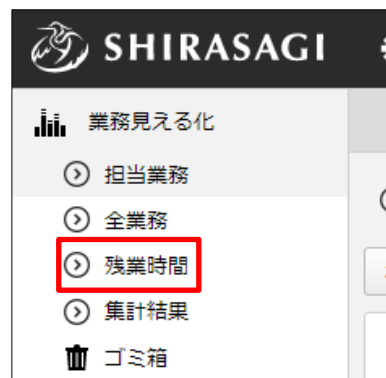 SHIRASAGI
業務見える化
担当業務
全業務
残業時間
集計結果
ゴミ箱